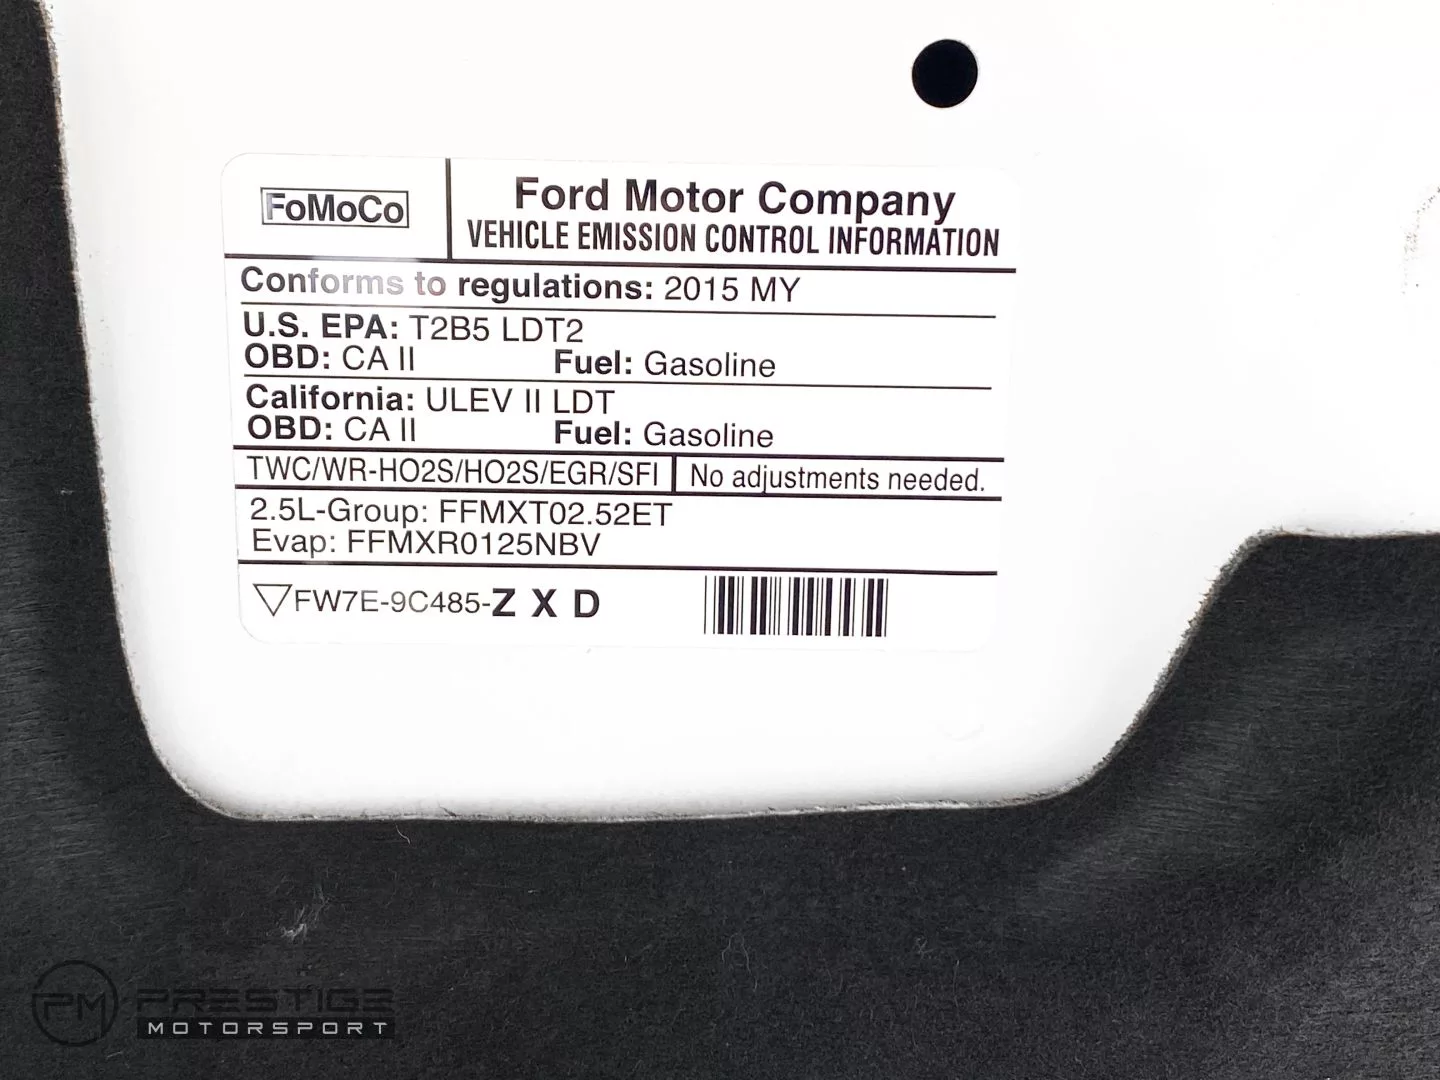 FoMoCo
Ford Motor Company
VEHICLE EMISSION CONTROL INFORMATION
Conforms to regulations: 2015 MY
U.S. EPA: T2B5 LDT2
OBD: CA II Fuel: Gasoline
California: ULEV II LDT
OBD: CA II Fuel: Gasoline
TWC/WR-HO2S/HO2S/EGR/SFI No adjustments needed.
2.5L-Group: FFMXT02.52ET
Evap: FFMXR0125NBV
FW7E-9C485-Z X D
PM PRESTIGE
MOTORSPORT